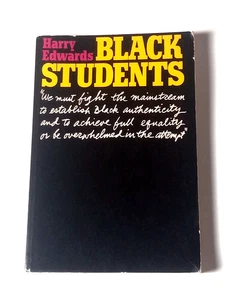 Harry
Edwards
BLACK
STUDENTS
"We must fight the mainstream
to establish Black authenticity
and to achieve full equality
or be overwhelmed in the attempt"